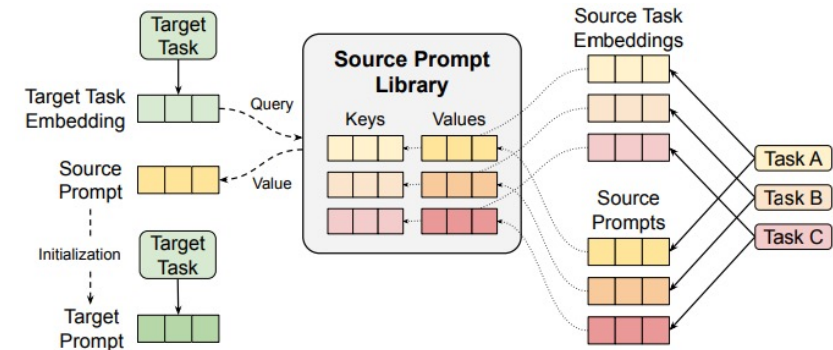 Target
Task
Target Task
Embedding
Query
Source
Prompt
Value
Initialization
Target
Task
Target
Prompt
Source Prompt
Library
Keys
Values
Source Task
Embeddings
Source
Prompts
Task A
Task B
Task C